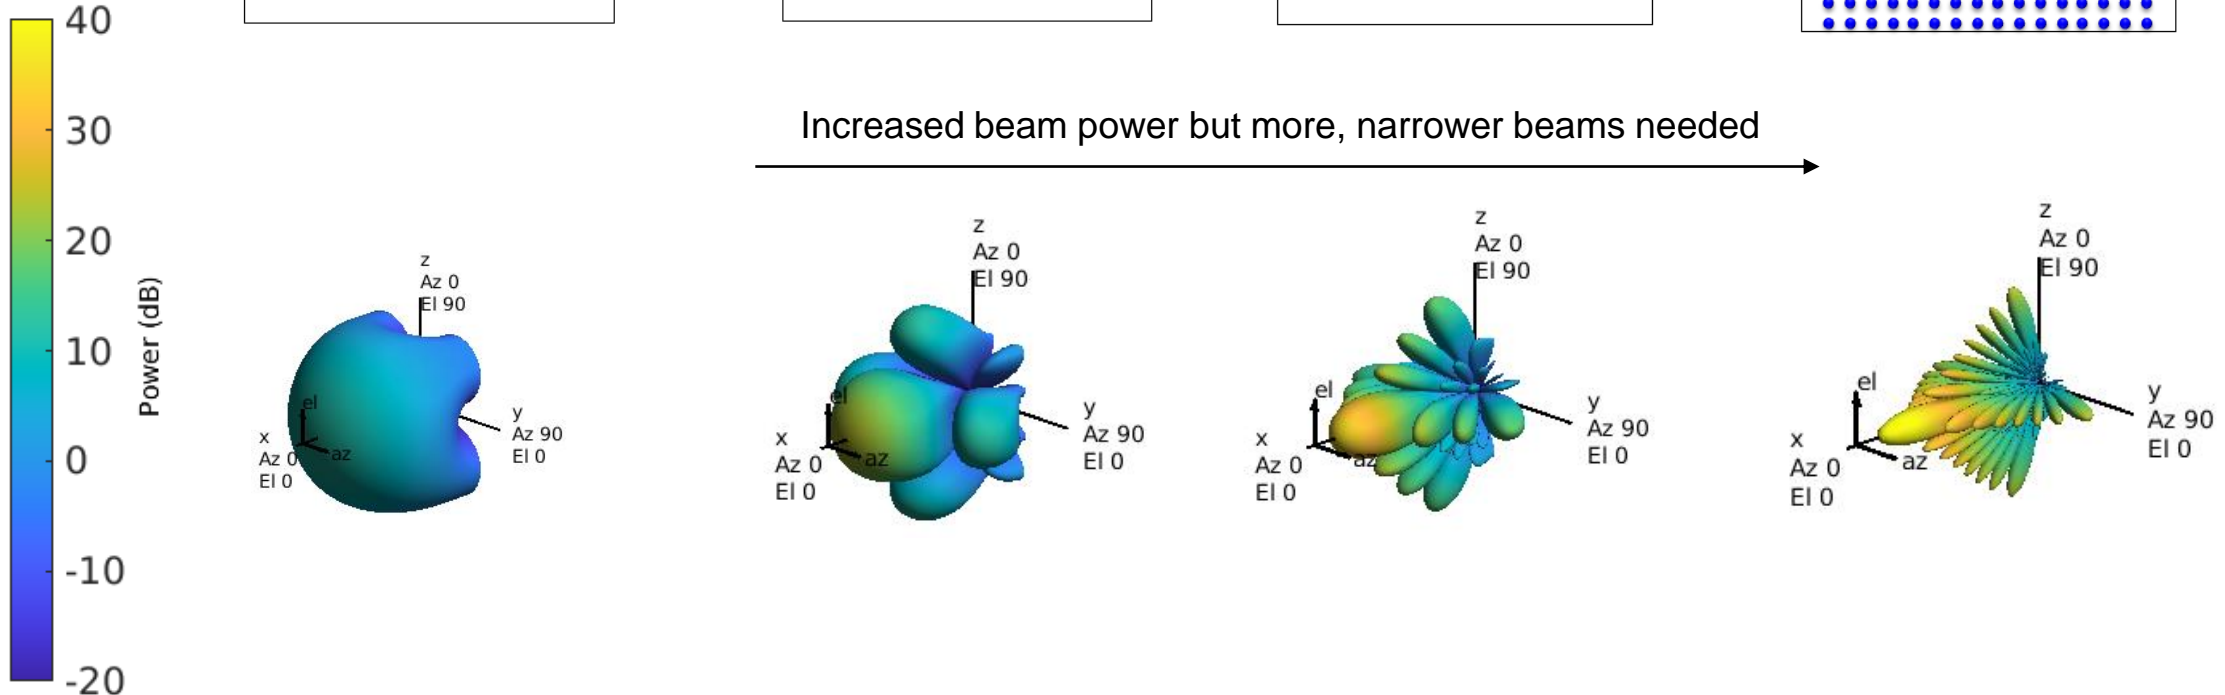 40
30
20
10
0
-10
-20
Power (dB)
Increased beam power but more, narrower beams needed
z
Az 0
El 90
el
az
x
Az 0
El 0
y
Az 90
El 0
z
Az 0
El 90
el
az
x
Az 0
El 0
y
Az 90
El 0
z
Az 0
El 90
el
az
x
Az 0
El 0
y
Az 90
El 0
z
Az 0
El 90
el
az
x
Az 0
El 0
y
Az 90
El 0